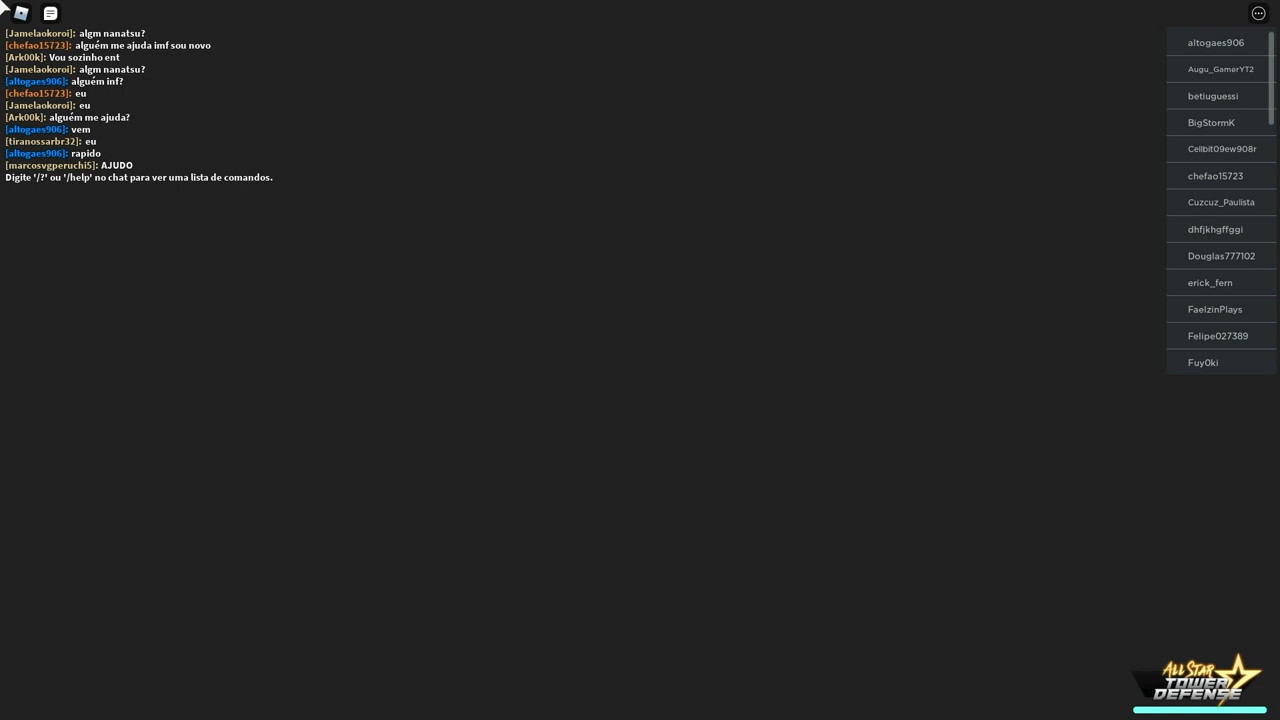 [Jamelaokoroi]: algm nanatsu?
[chefao15723]: alguém me ajuda imf sou novo
[Ark00k]: Vou sozinho ent
[Jamelaokoroi]: algm nanatsu?
[altogaes906]: alguém inf?
[chefao15723]: eu
[Jamelaokoroi]: eu
[Ark00k]: alguém me ajuda?
[altogaes906]: vem
[tiranossarbr32]: eu
[altogaes906]: rapido
[marcosvgperuchi5]: AJUDO
Digite '/?' ou '/help' no chat para ver uma lista de comandos.
altogaes906
Augu_GamerYT2
betiuguessi
BigStormK
Cellbit09ew908r
chefao15723
Cuzcuz_Paulista
dhfjkhgffggi
Douglas777102
erick_fern
FaelzinPlays
Felipe027389
Fuy0ki
ALL STAR
TOWER
DEFENSE